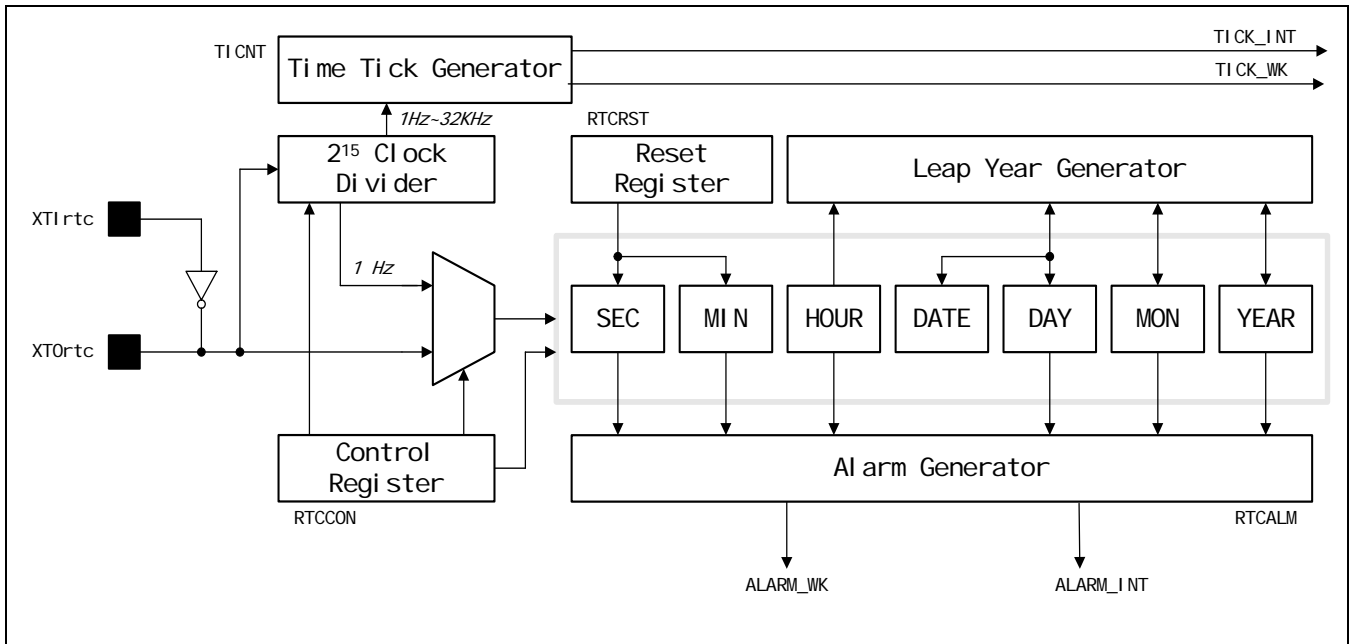 TICNT
Time Tick Generator
TICK_INT
TICK_WK
1Hz~32KHz
2¹⁵ Clock
Divider
RTCRST
Reset
Register
Leap Year Generator
XTIrtc
1 Hz
XTOrtc
SEC
MIN
HOUR
DATE
DAY
MON
YEAR
Control
Register
RTCCON
Alarm Generator
RTCALM
ALARM_WK
ALARM_INT